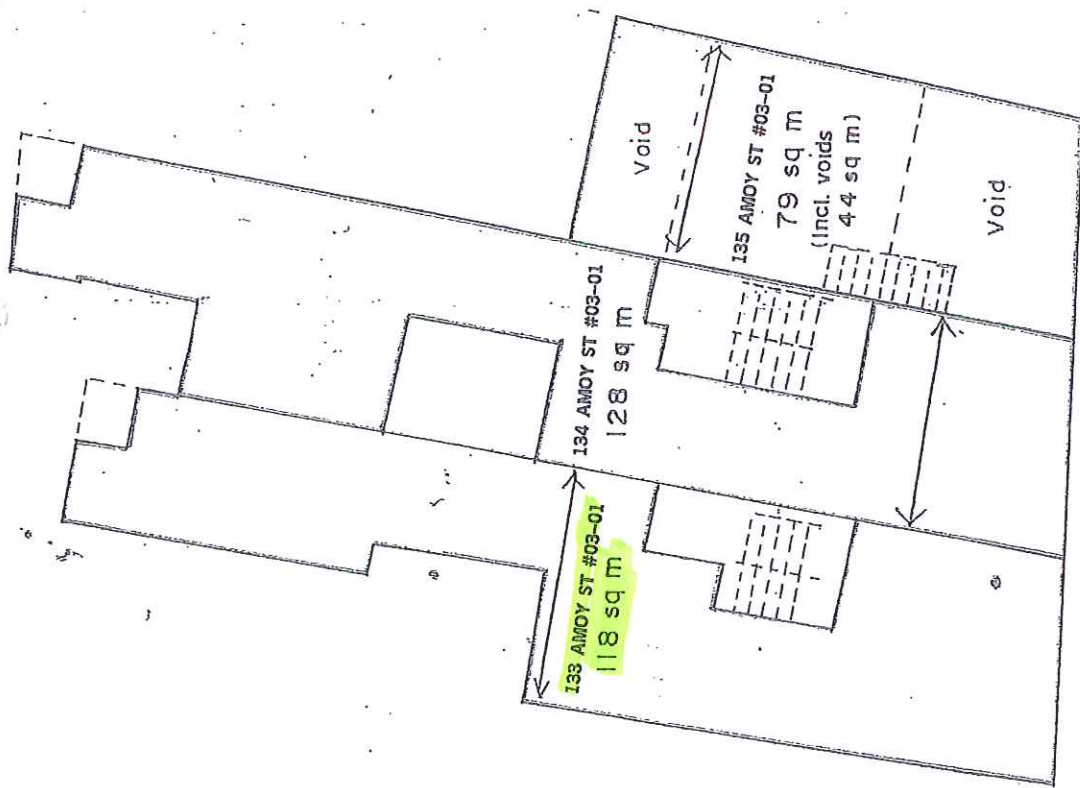 Void
135 AMOY ST #03-01
79 sq m
(Incl. voids
44 sq m)
Void
134 AMOY ST #03-01
128 sq m
133 AMOY ST #03-01
118 sq m